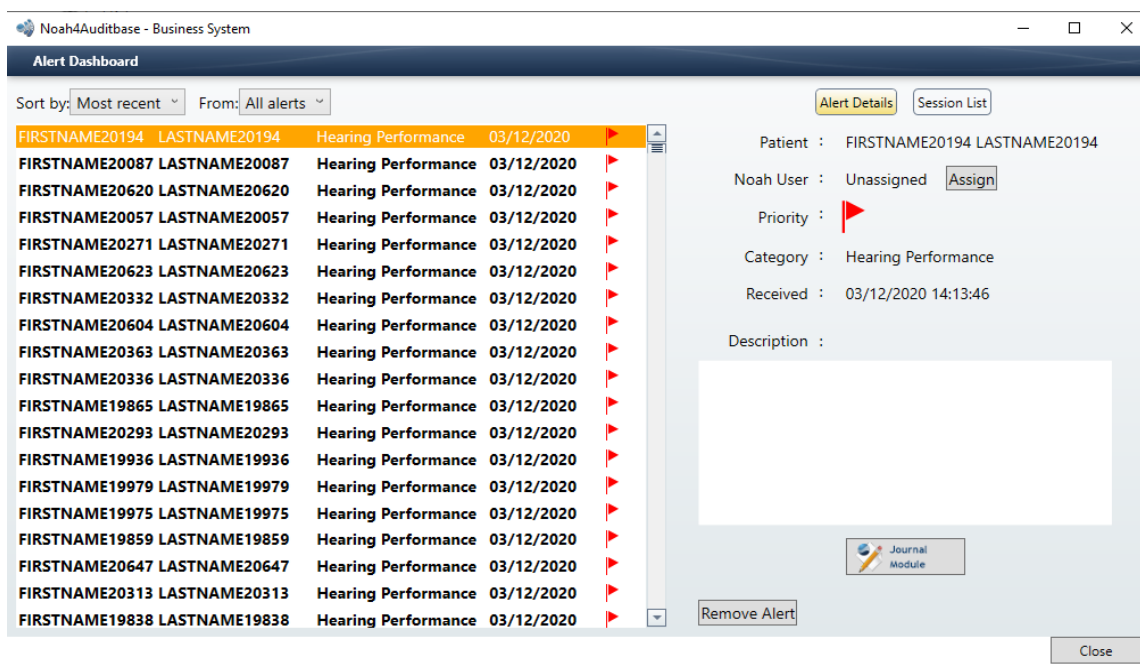 Noah4Auditbase - Business System
Alert Dashboard
Sort by: Most recent From: All alerts
Alert Details Session List
FIRSTNAME20194 LASTNAME20194 Hearing Performance 03/12/2020
FIRSTNAME20087 LASTNAME20087 Hearing Performance 03/12/2020
FIRSTNAME20620 LASTNAME20620 Hearing Performance 03/12/2020
FIRSTNAME20057 LASTNAME20057 Hearing Performance 03/12/2020
FIRSTNAME20271 LASTNAME20271 Hearing Performance 03/12/2020
FIRSTNAME20623 LASTNAME20623 Hearing Performance 03/12/2020
FIRSTNAME20332 LASTNAME20332 Hearing Performance 03/12/2020
FIRSTNAME20604 LASTNAME20604 Hearing Performance 03/12/2020
FIRSTNAME20363 LASTNAME20363 Hearing Performance 03/12/2020
FIRSTNAME20336 LASTNAME20336 Hearing Performance 03/12/2020
FIRSTNAME19865 LASTNAME19865 Hearing Performance 03/12/2020
FIRSTNAME20293 LASTNAME20293 Hearing Performance 03/12/2020
FIRSTNAME19936 LASTNAME19936 Hearing Performance 03/12/2020
FIRSTNAME19979 LASTNAME19979 Hearing Performance 03/12/2020
FIRSTNAME19975 LASTNAME19975 Hearing Performance 03/12/2020
FIRSTNAME19859 LASTNAME19859 Hearing Performance 03/12/2020
FIRSTNAME20647 LASTNAME20647 Hearing Performance 03/12/2020
FIRSTNAME20313 LASTNAME20313 Hearing Performance 03/12/2020
FIRSTNAME19838 LASTNAME19838 Hearing Performance 03/12/2020
Patient : FIRSTNAME20194 LASTNAME20194
Noah User : Unassigned Assign
Priority :
Category : Hearing Performance
Received : 03/12/2020 14:13:46
Description :
Journal
Module
Remove Alert
Close